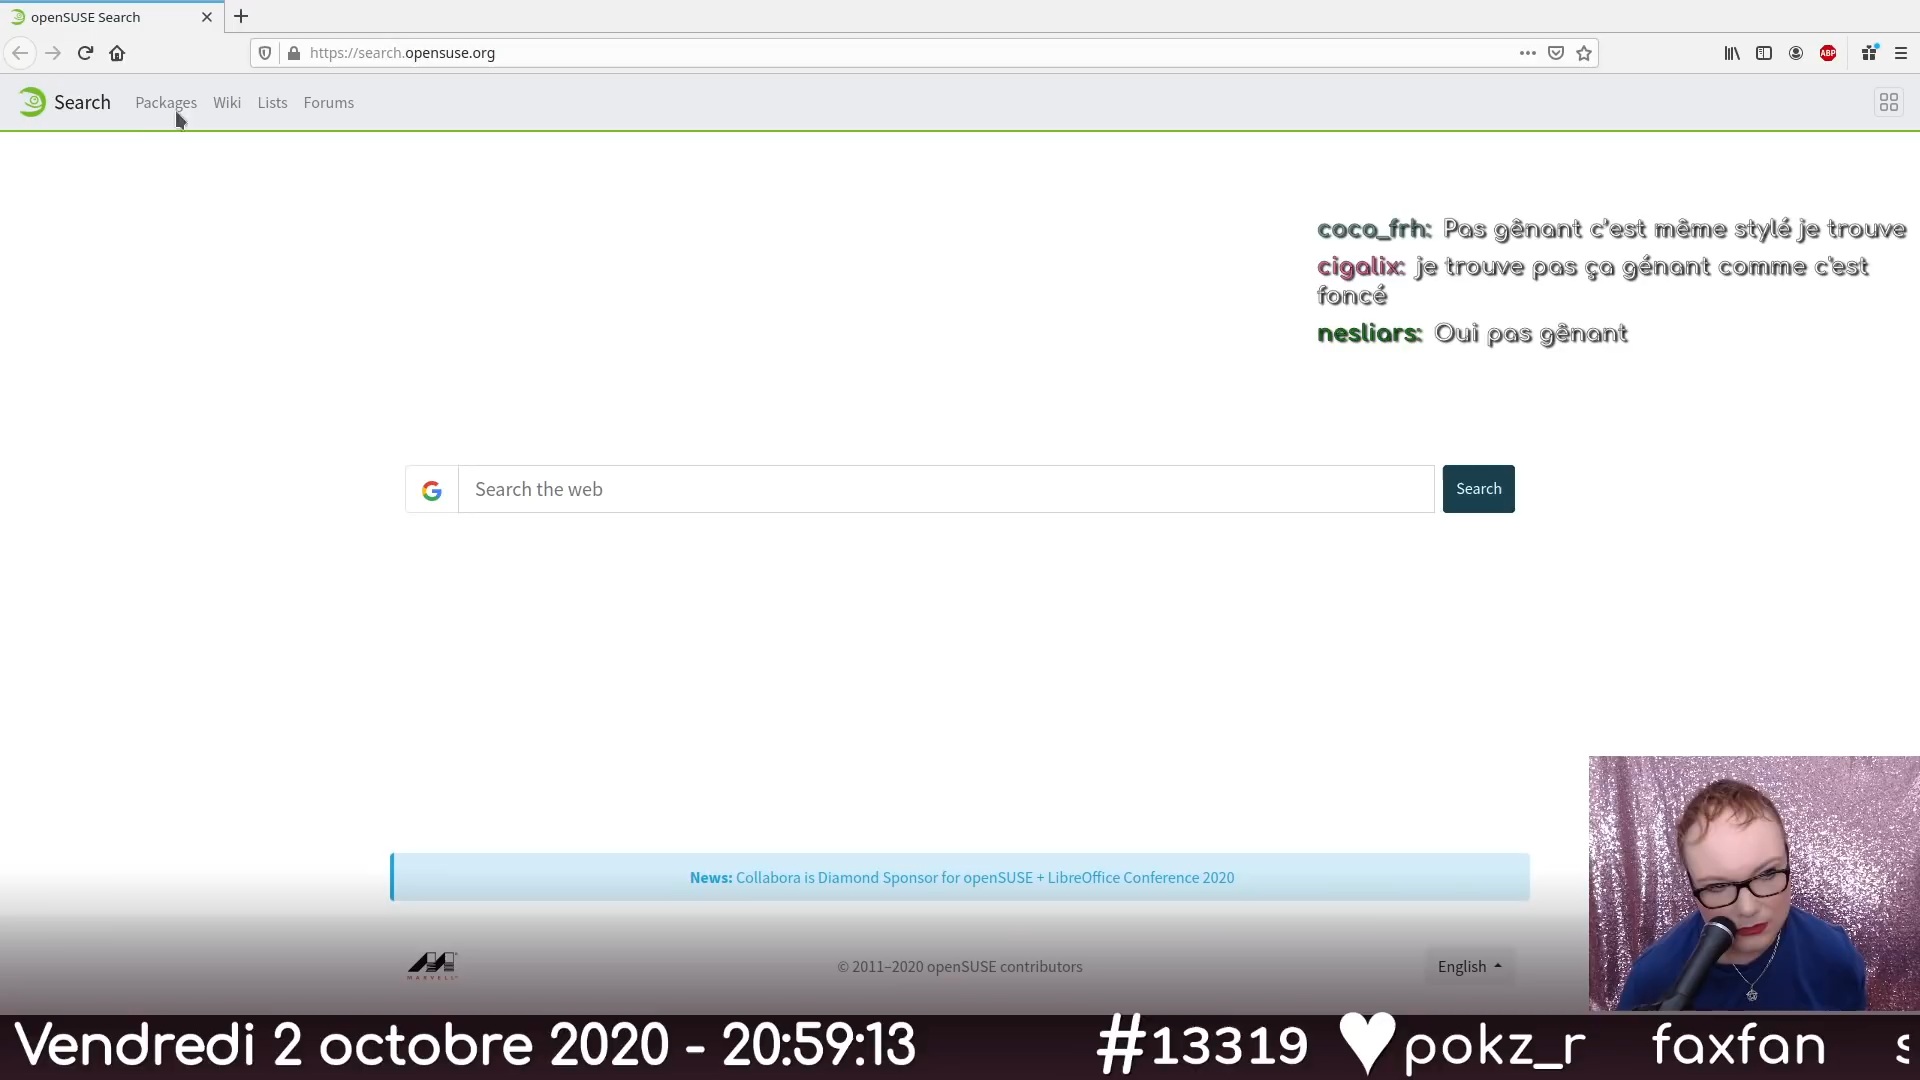 openSUSE Search
https://search.opensuse.org
ABP
Search Packages Wiki Lists Forums
coco_frh: Pas gênant c'est même stylé je trouve
cigalix: je trouve pas ça génant comme c'est
foncé
nesliars: Oui pas gênant
Search the web
Search
News: Collabora is Diamond Sponsor for openSUSE + LibreOffice Conference 2020
MARVELL
© 2011–2020 openSUSE contributors
English
Vendredi 2 octobre 2020 - 20:59:13 #13319 ♥ pokz_r faxfan